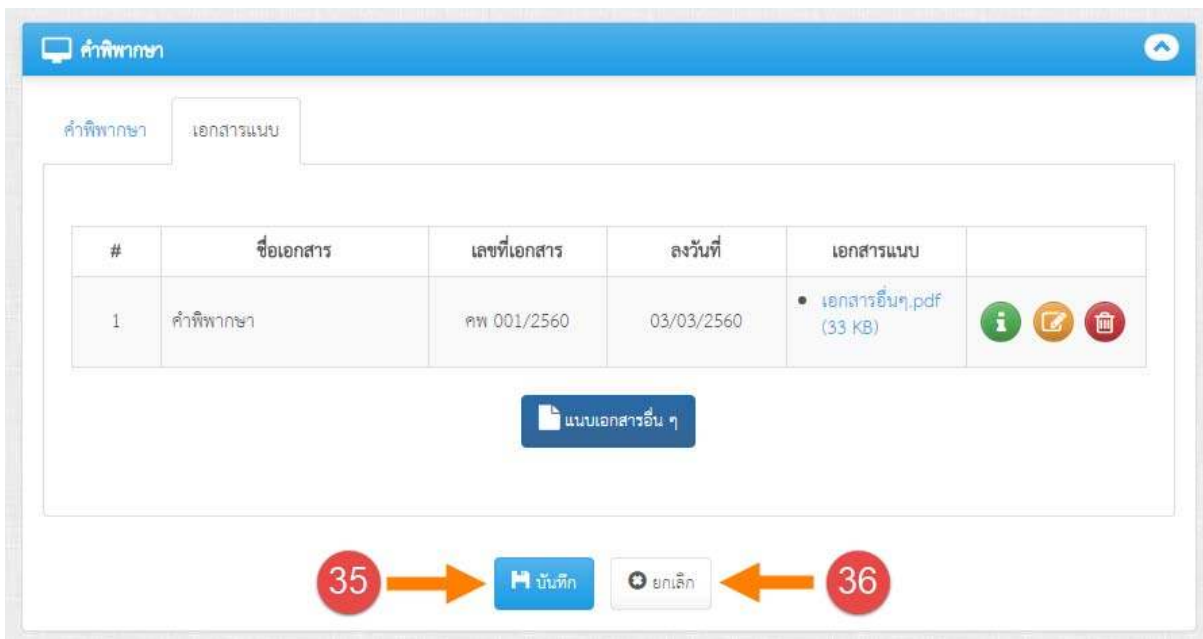 คำพิพากษา
คำพิพากษา เอกสารแนบ
# ชื่อเอกสาร เลขที่เอกสาร ลงวันที่ เอกสารแนบ
1 คำพิพากษา คพ 001/2560 03/03/2560 เอกสารอื่นๆ.pdf
(33 KB)
แนบเอกสารอื่น ๆ
35 บันทึก ยกเลิก 36